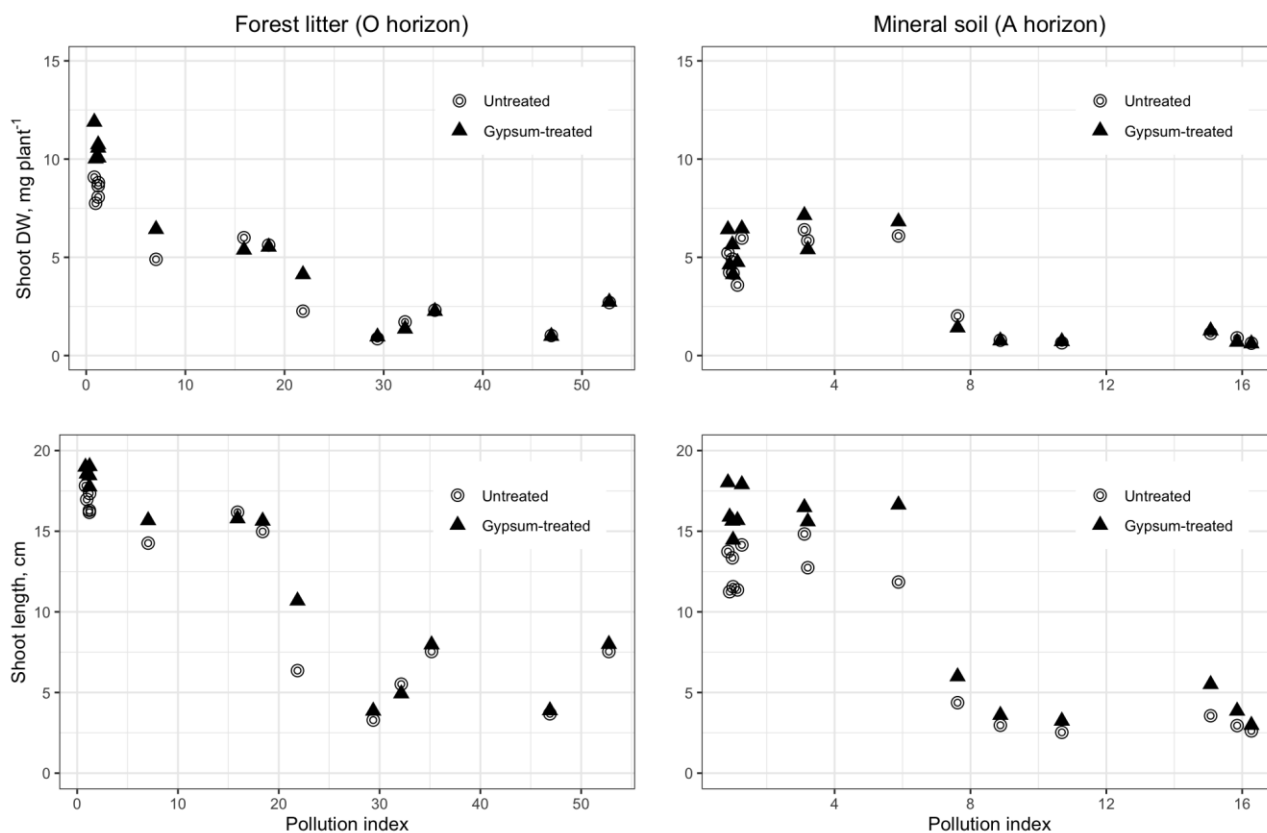 Forest litter (O horizon)
Mineral soil (A horizon)
Shoot DW, mg plant⁻¹
15
10
5
0
Untreated
Gypsum-treated
0 10 20 30 40 50
15
10
5
0
Untreated
Gypsum-treated
4 8 12 16
Shoot length, cm
20
15
10
5
0
Untreated
Gypsum-treated
0 10 20 30 40 50
Pollution index
20
15
10
5
0
Untreated
Gypsum-treated
4 8 12 16
Pollution index